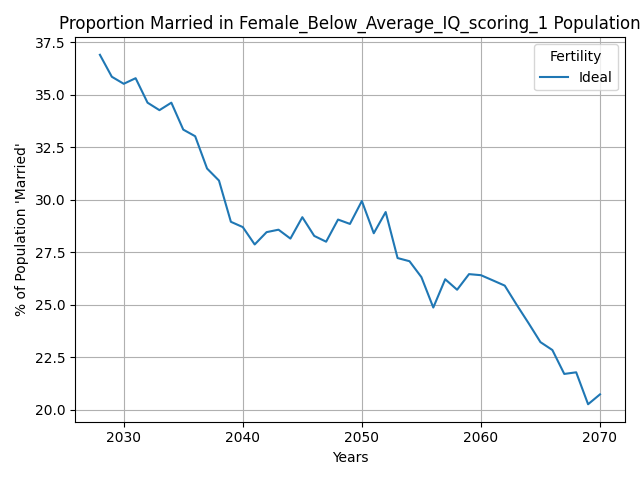 Proportion Married in Female_Below_Average_IQ_scoring_1 Population
37.5
35.0
32.5
30.0
27.5
25.0
22.5
20.0
% of Population 'Married'
Fertility
Ideal
2030 2040 2050 2060 2070
Years